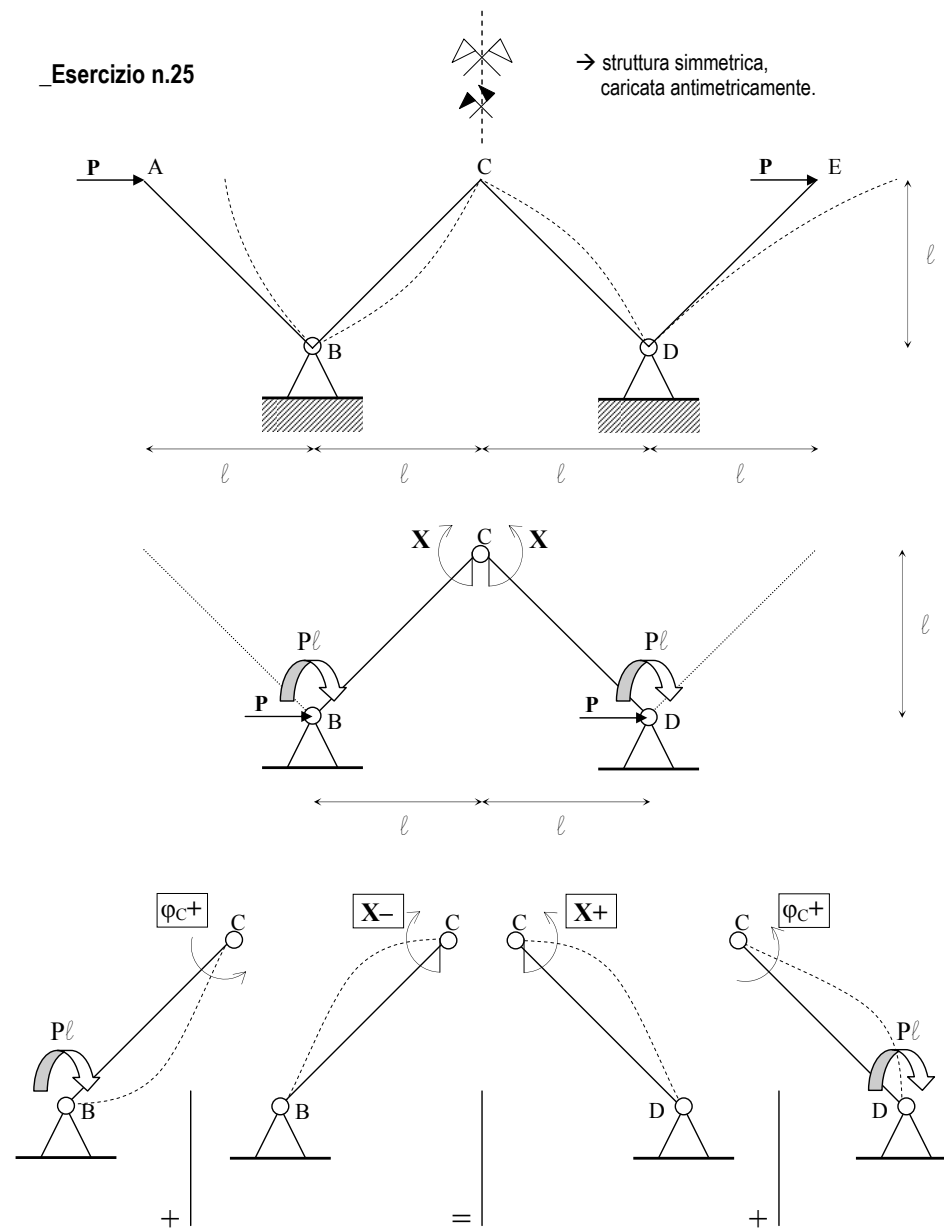 _Esercizio n.25
→ struttura simmetrica,
caricata antimetricamente.
P A C P E
ℓ
B D
ℓ ℓ ℓ ℓ
X C X
ℓ
Pℓ Pℓ
P B P D
ℓ ℓ
φC+ C X– C C X+ C φC+
Pℓ Pℓ
B B D D
+ = +